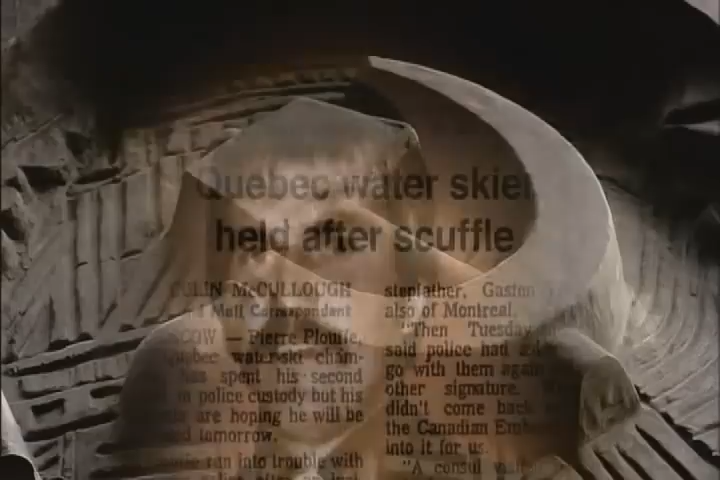 Quebec water skier
held after scuffle
COLIN McCULLOUGH
Mail Correspondent
— Pierre Plouffe,
Quebec water-ski cham-
has spent his second
in police custody but his
are hoping he will be
tomorrow.
ran into trouble with
stepfather, Gaston
also of Montreal.
"Then Tuesday
said police had
go with them again
other signature.
didn't come back
the Canadian
into it for us.
"A consul